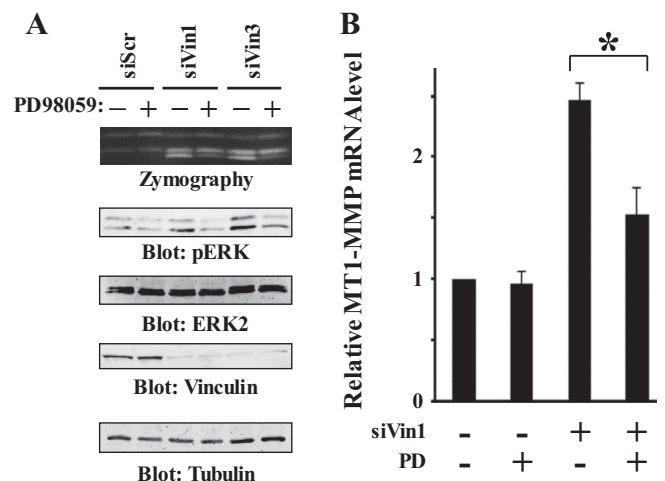 A
siScr
siVin1
siVin3
PD98059: – + – + – +
Zymography
Blot: pERK
Blot: ERK2
Blot: Vinculin
Blot: Tubulin
B
Relative MT1-MMP mRNA level
2
1
0
*
siVin1 - - + +
PD - + - +